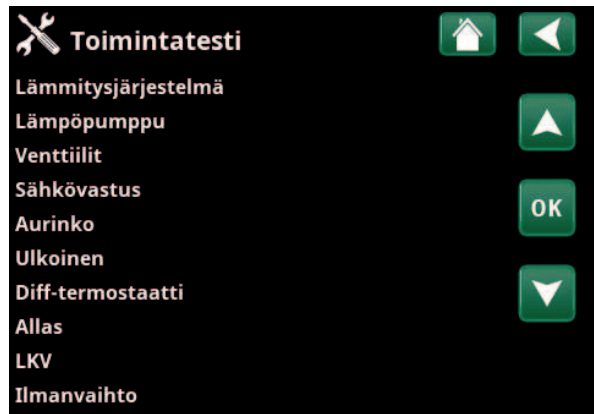 Toimintatesti
Lämmitysjärjestelmä
Lämpöpumppu
Venttiilit
Sähkövastus
OK
Aurinko
Ulkoinen
Diff-termostaatti
Allas
LKV
Ilmanvaihto